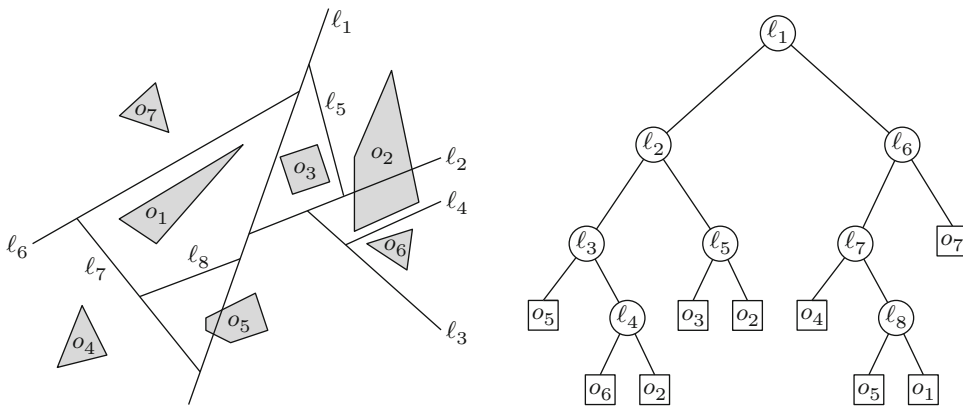 ℓ₁
o₇
ℓ₅
o₂
ℓ₂
o₃
ℓ₄
o₁
ℓ₆
o₆
ℓ₇
ℓ₈
o₅
ℓ₃
o₄
ℓ₁
ℓ₂ ℓ₆
ℓ₃ ℓ₅ ℓ₇ o₇
o₅ ℓ₄ o₃ o₂ o₄ ℓ₈
o₆ o₂ o₅ o₁